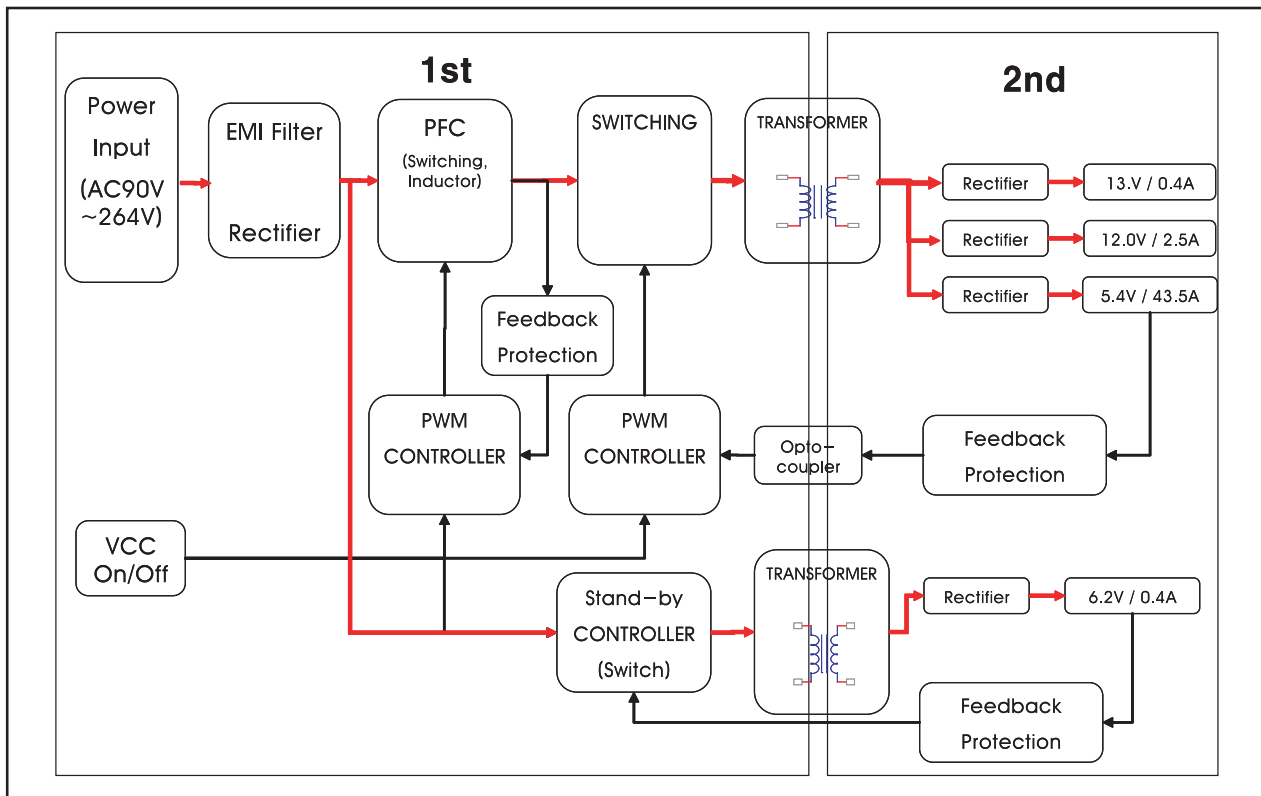 1st
2nd
Power
Input
(AC90V
~264V)
EMI Filter
Rectifier
PFC
(Switching,
Inductor)
SWITCHING
TRANSFORMER
Rectifier
13.V / 0.4A
Rectifier
12.0V / 2.5A
Rectifier
5.4V / 43.5A
Feedback
Protection
PWM
CONTROLLER
PWM
CONTROLLER
Opto-
coupler
Feedback
Protection
VCC
On/Off
Stand-by
CONTROLLER
(Switch)
TRANSFORMER
Rectifier
6.2V / 0.4A
Feedback
Protection